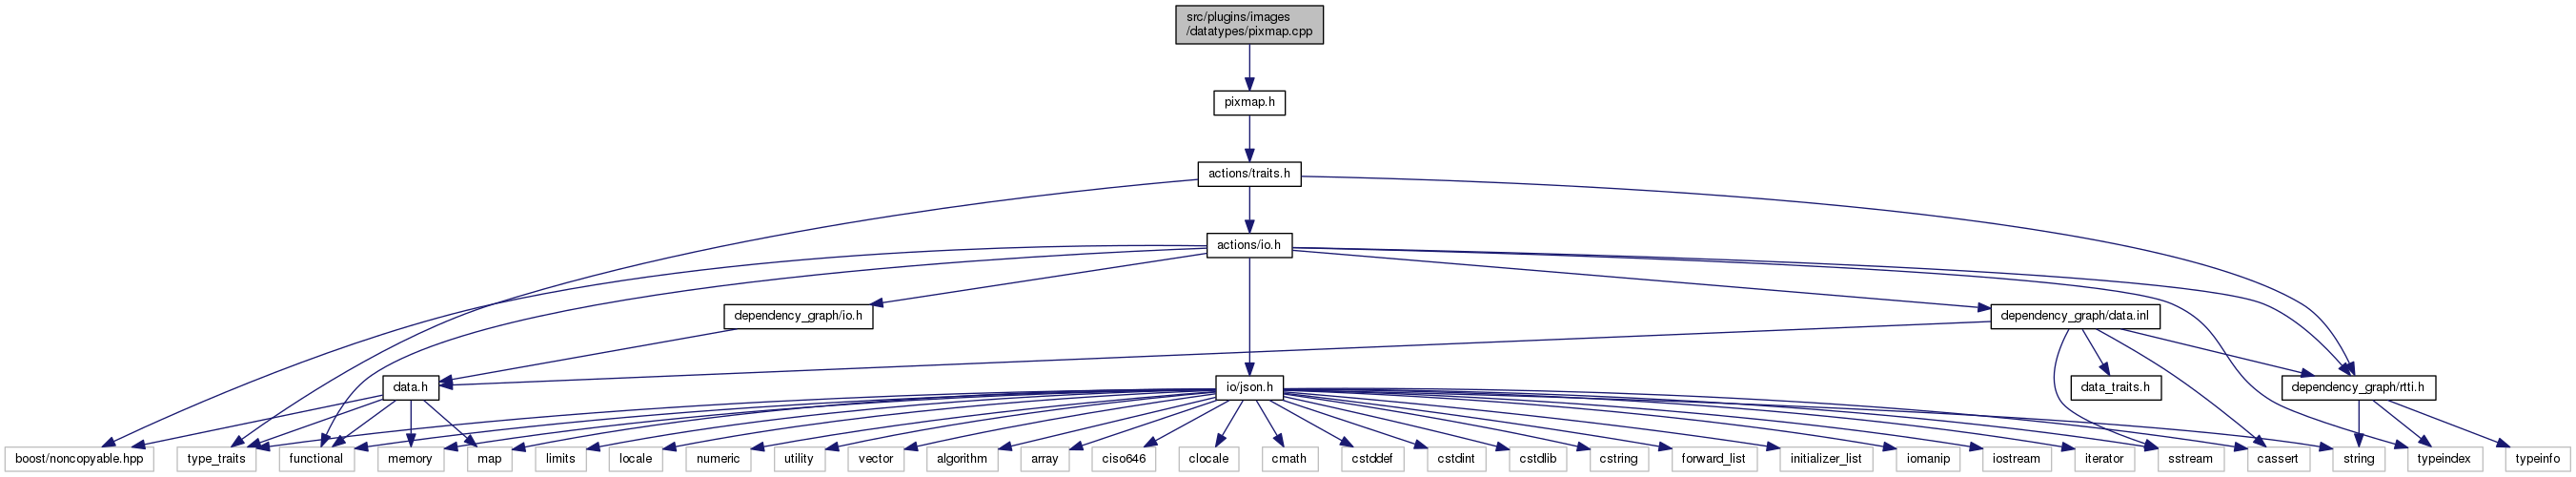 src/plugins/images
/datatypes/pixmap.cpp
pixmap.h
actions/traits.h
actions/io.h
dependency_graph/io.h
dependency_graph/data.inl
data.h
io/json.h
data_traits.h
dependency_graph/rtti.h
boost/noncopyable.hpp
type_traits
functional
memory
map
limits
locale
numeric
utility
vector
algorithm
array
ciso646
clocale
cmath
cstddef
cstdint
cstdlib
cstring
forward_list
initializer_list
iomanip
iostream
iterator
sstream
cassert
string
typeindex
typeinfo